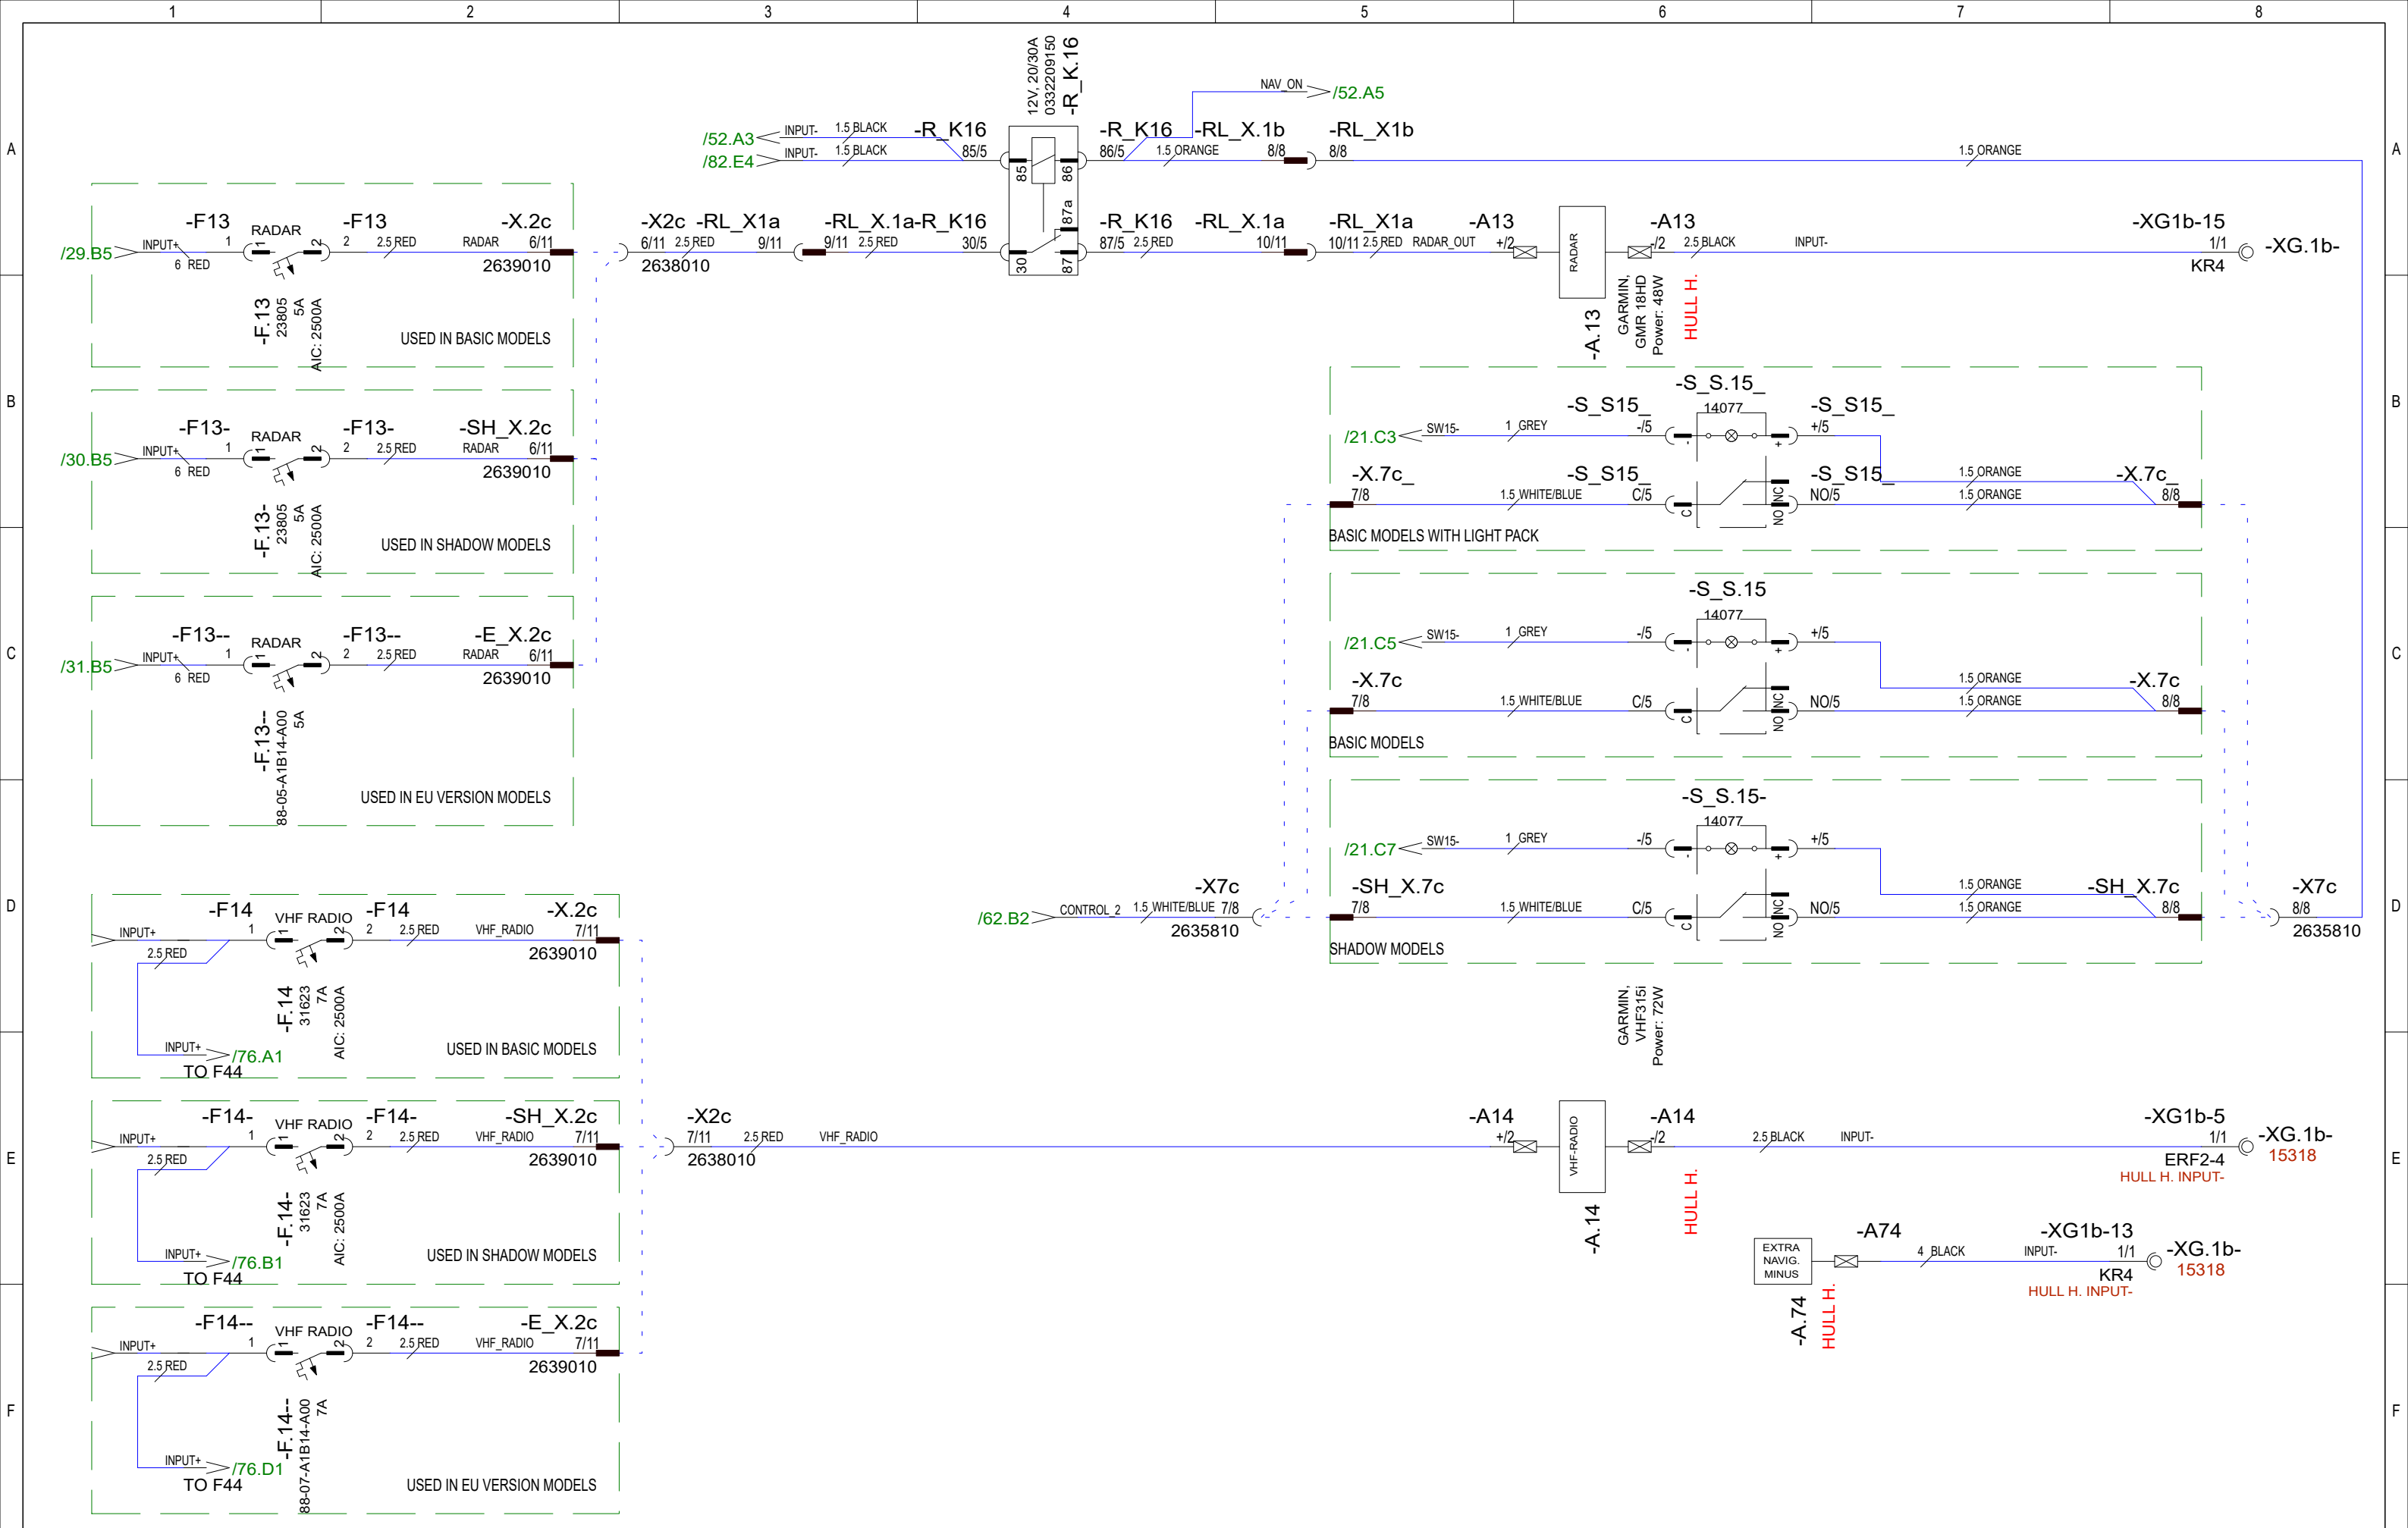 1 2 3 4 5 6 7 8
A
B
C
D
E
F
A
B
C
D
E
F
12V, 20/30A
0332209150
-R_K.16
NAV_ON /52.A5
/52.A3 INPUT- 1.5 BLACK -R_K16
/82.E4 INPUT- 1.5 BLACK 85/5
85 86
30 87 87a
-R_K16 -RL_X.1b -RL_X1b
86/5 1.5 ORANGE 8/8 8/8 1.5 ORANGE
-F13 RADAR -F13 -X.2c
/29.B5 INPUT+ 1 1 2 2 2.5 RED RADAR 6/11
6 RED 2639010
-F.13
23805
5A
AIC: 2500A
USED IN BASIC MODELS
-X2c -RL_X1a -RL_X.1a -R_K16
6/11 2.5 RED 9/11 9/11 2.5 RED 30/5
2638010
-R_K16 -RL_X.1a -RL_X1a -A13
87/5 2.5 RED 10/11 10/11 2.5 RED RADAR_OUT +/2
RADAR
-A.13
GARMIN,
GMR 18HD
Power: 48W
HULL H.
-A13 -XG1b-15
-/2 2.5 BLACK INPUT- 1/1 -XG.1b-
KR4
-F13- RADAR -F13- -SH_X.2c
/30.B5 INPUT+ 1 1 2 2 2.5 RED RADAR 6/11
6 RED 2639010
-F.13-
23805
5A
AIC: 2500A
USED IN SHADOW MODELS
-F13-- RADAR -F13-- -E_X.2c
/31.B5 INPUT+ 1 1 2 2 2.5 RED RADAR 6/11
6 RED 2639010
-F.13--
88-05-A1B14-A00
5A
USED IN EU VERSION MODELS
-S_S.15_
14077
-S_S15_ -S_S15_
/21.C3 SW15- 1 GREY -/5 - + +/5
-X.7c_ -S_S15_ -S_S15_ 1.5 ORANGE -X.7c_
7/8 1.5 WHITE/BLUE C/5 C NO NC NO/5 1.5 ORANGE 8/8
BASIC MODELS WITH LIGHT PACK
-S_S.15
14077
/21.C5 SW15- 1 GREY -/5 - + +/5
-X.7c 1.5 ORANGE -X.7c
7/8 1.5 WHITE/BLUE C/5 C NO NC NO/5 1.5 ORANGE 8/8
BASIC MODELS
-S_S.15-
14077
/21.C7 SW15- 1 GREY -/5 - + +/5
-SH_X.7c 1.5 ORANGE -SH_X.7c
7/8 1.5 WHITE/BLUE C/5 C NO NC NO/5 1.5 ORANGE 8/8
SHADOW MODELS
-X7c
/62.B2 CONTROL_2 1.5 WHITE/BLUE 7/8
2635810
-X7c
8/8
2635810
-F14 VHF RADIO -F14 -X.2c
INPUT+ 1 1 2 2 2.5 RED VHF_RADIO 7/11
2.5 RED 2639010
-F.14
31623
7A
AIC: 2500A
INPUT+ /76.A1
TO F44
USED IN BASIC MODELS
-F14- VHF RADIO -F14- -SH_X.2c
INPUT+ 1 1 2 2 2.5 RED VHF_RADIO 7/11
2.5 RED 2639010
-F.14-
31623
7A
AIC: 2500A
INPUT+ /76.B1
TO F44
USED IN SHADOW MODELS
-F14-- VHF RADIO -F14-- -E_X.2c
INPUT+ 1 1 2 2 2.5 RED VHF_RADIO 7/11
2.5 RED 2639010
-F.14--
88-07-A1B14-A00
7A
INPUT+ /76.D1
TO F44
USED IN EU VERSION MODELS
-X2c
7/11 2.5 RED VHF_RADIO
2638010
GARMIN,
VHF315i
Power: 72W
-A14 -A14 -XG1b-5
+/2 VHF-RADIO -/2 2.5 BLACK INPUT- 1/1 -XG.1b-
ERF2-4 15318
HULL H. INPUT-
-A.14
HULL H.
-A74 -XG1b-13
EXTRA
NAVIG.
MINUS
4 BLACK INPUT- 1/1 -XG.1b-
KR4 15318
HULL H. INPUT-
-A.74
HULL H.